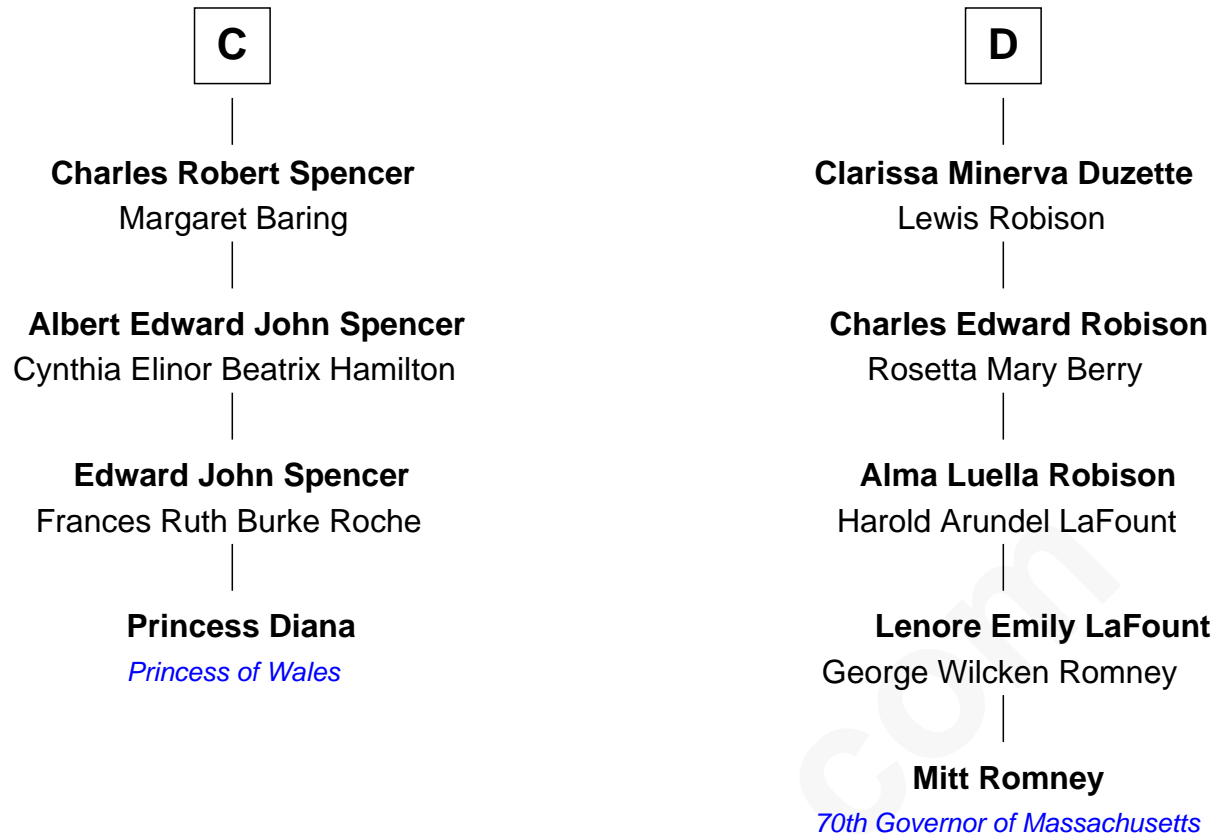 C
Charles Robert Spencer
Margaret Baring
Albert Edward John Spencer
Cynthia Elinor Beatrix Hamilton
Edward John Spencer
Frances Ruth Burke Roche
Princess Diana
Princess of Wales
D
Clarissa Minerva Duzette
Lewis Robison
Charles Edward Robison
Rosetta Mary Berry
Alma Luella Robison
Harold Arundel LaFount
Lenore Emily LaFount
George Wilcken Romney
Mitt Romney
70th Governor of Massachusetts
com